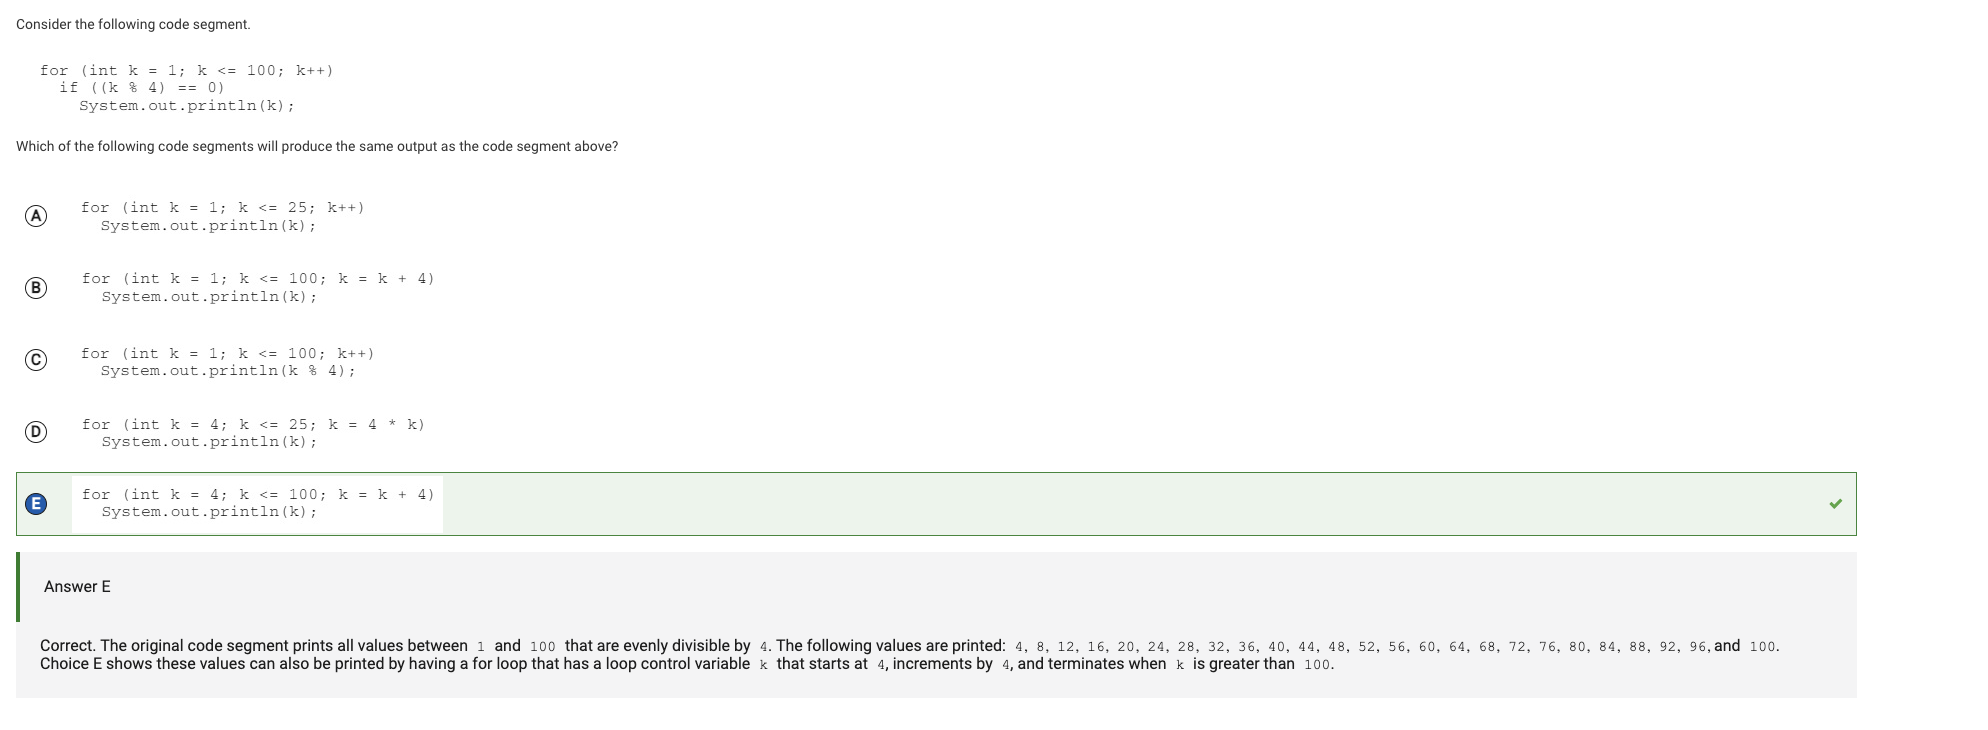 Consider the following code segment.
for (int k = 1; k <= 100; k++)
if ((k % 4) == 0)
System.out.println(k);
Which of the following code segments will produce the same output as the code segment above?
A
for (int k = 1; k <= 25; k++)
System.out.println(k);
B
for (int k = 1; k <= 100; k = k + 4)
System.out.println(k);
C
for (int k = 1; k <= 100; k++)
System.out.println(k % 4);
D
for (int k = 4; k <= 25; k = 4 * k)
System.out.println(k);
E
for (int k = 4; k <= 100; k = k + 4)
System.out.println(k);
Answer E
Correct. The original code segment prints all values between 1 and 100 that are evenly divisible by 4. The following values are printed: 4, 8, 12, 16, 20, 24, 28, 32, 36, 40, 44, 48, 52, 56, 60, 64, 68, 72, 76, 80, 84, 88, 92, 96, and 100.
Choice E shows these values can also be printed by having a for loop that has a loop control variable k that starts at 4, increments by 4, and terminates when k is greater than 100.